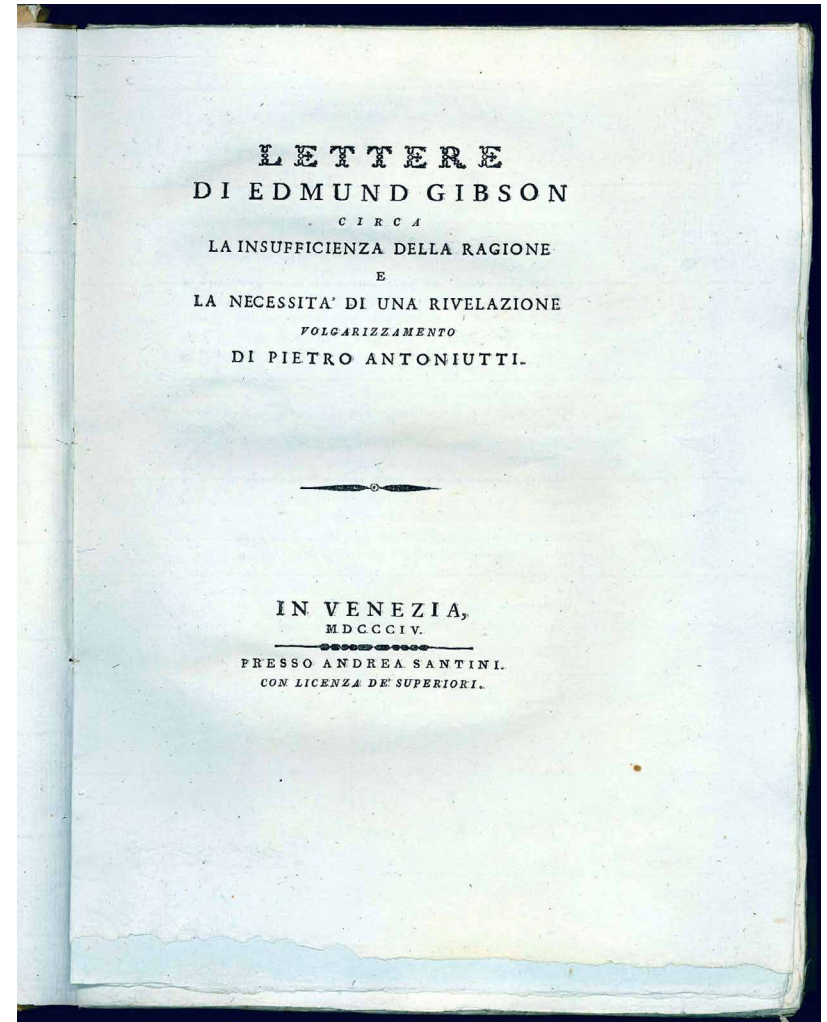 LETTERE
DI EDMUND GIBSON
CIRCA
LA INSUFFICIENZA DELLA RAGIONE
E
LA NECESSITA' DI UNA RIVELAZIONE
VOLGARIZZAMENTO
DI PIETRO ANTONIUTTI.
IN VENEZIA,
MDCCCIV.
PRESSO ANDREA SANTINI.
CON LICENZA DE' SUPERIORI.